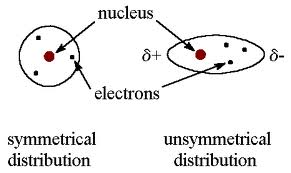 nucleus
δ+
δ-
electrons
symmetrical
distribution
unsymmetrical
distribution